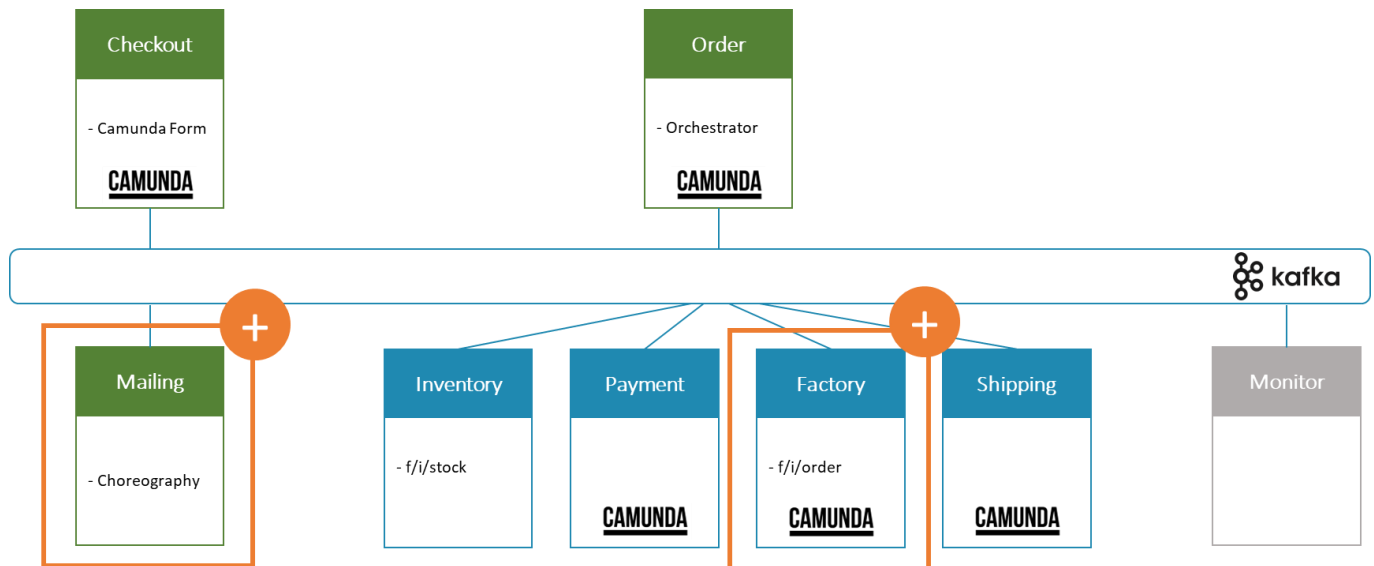 Checkout
- Camunda Form
CAMUNDA
Order
- Orchestrator
CAMUNDA
kafka
+
+
Mailing
- Choreography
Inventory
- f/i/stock
Payment
CAMUNDA
Factory
- f/i/order
CAMUNDA
Shipping
CAMUNDA
Monitor